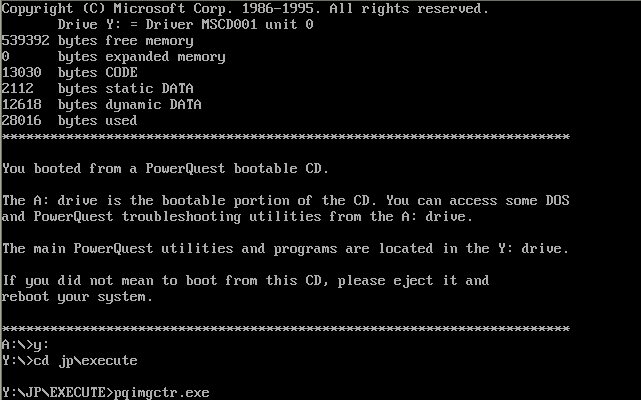 Copyright (C) Microsoft Corp. 1986-1995. All rights reserved.
Drive Y: = Driver MSCD001 unit 0
539392 bytes free memory
0 bytes expanded memory
13030 bytes CODE
2112 bytes static DATA
12618 bytes dynamic DATA
28016 bytes used
***********************************************************************
You booted from a PowerQuest bootable CD.
The A: drive is the bootable portion of the CD. You can access some DOS
and PowerQuest troubleshooting utilities from the A: drive.
The main PowerQuest utilities and programs are located in the Y: drive.
If you did not mean to boot from this CD, please eject it and
reboot your system.
***********************************************************************
A:\>y:
Y:\>cd jp\execute
Y:\JP\EXECUTE>pqimgctr.exe